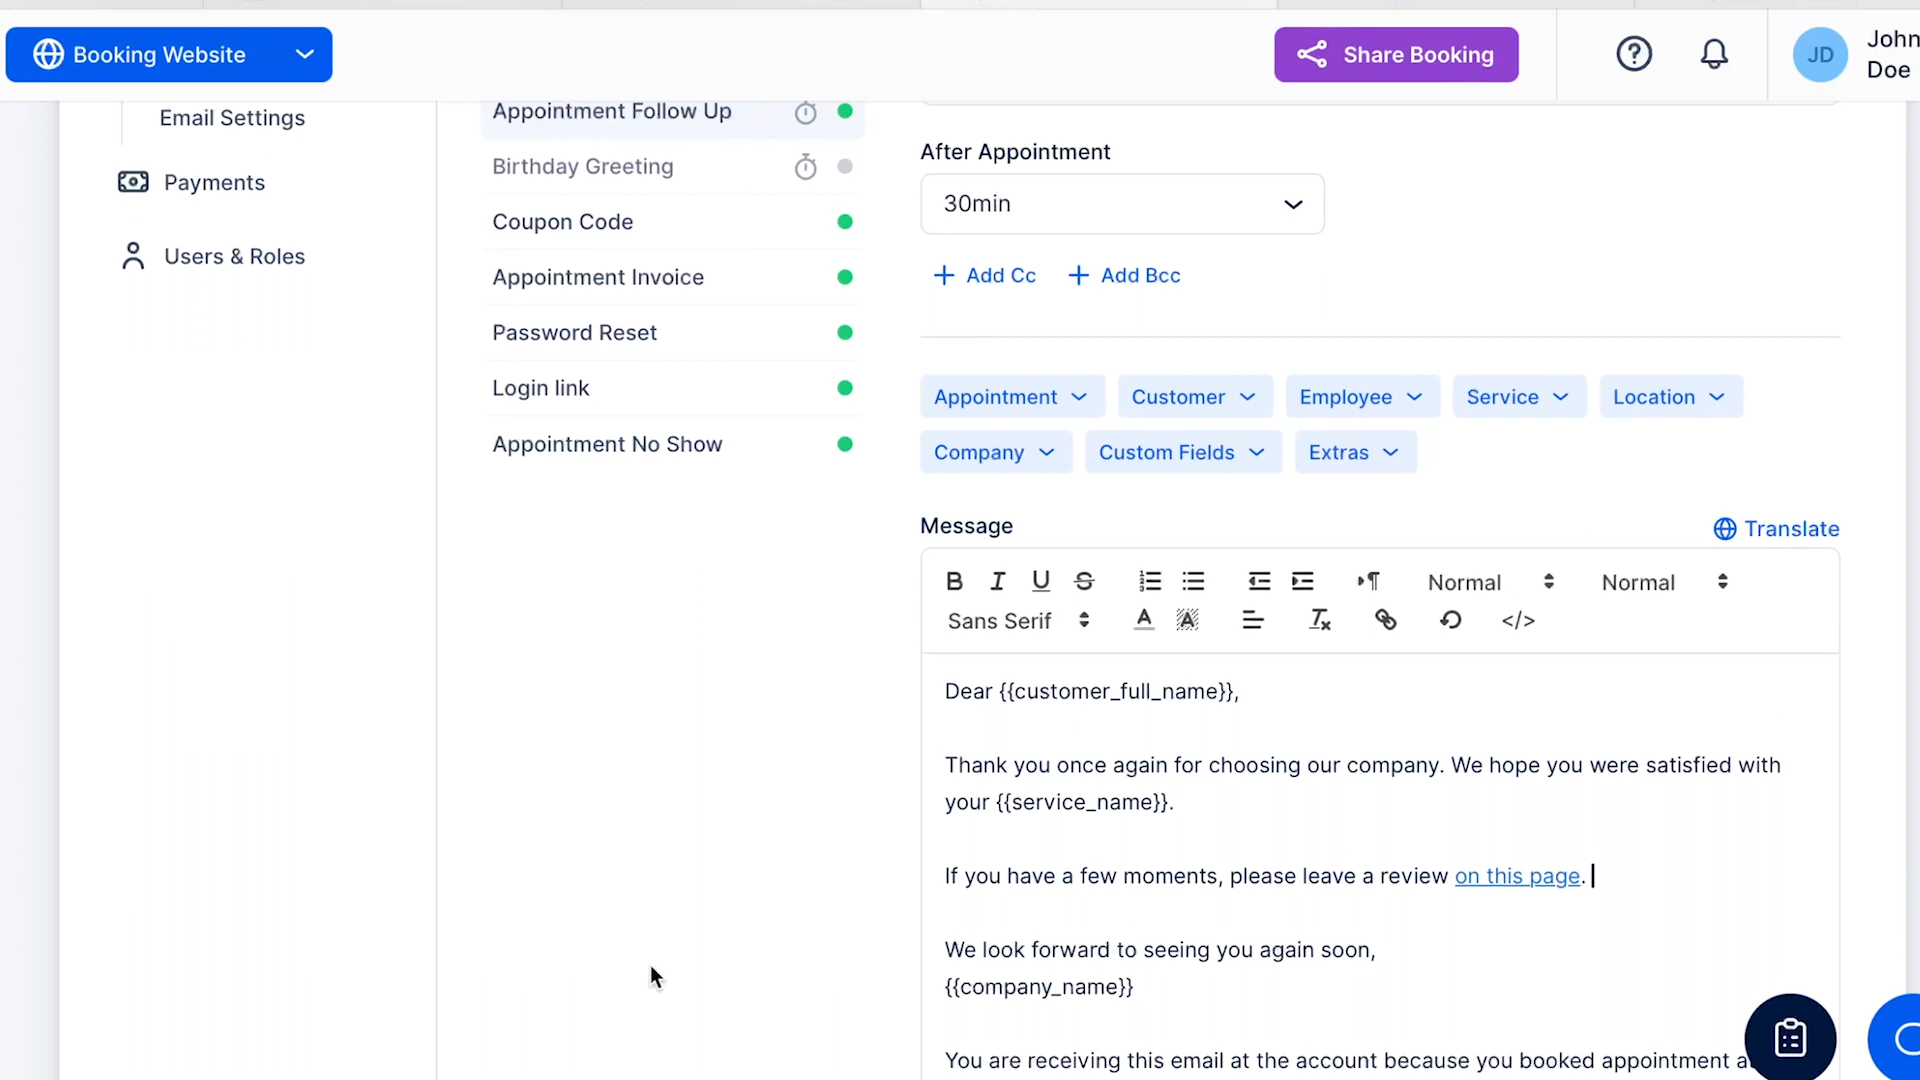 Booking Website
Share Booking
JD
John
Doe
Email Settings
Payments
Users & Roles
Appointment Follow Up
Birthday Greeting
Coupon Code
Appointment Invoice
Password Reset
Login link
Appointment No Show
After Appointment
30min
Add Cc
Add Bcc
Appointment
Customer
Employee
Service
Location
Company
Custom Fields
Extras
Message
Translate
Normal
Normal
Sans Serif
Dear {{customer_full_name}},
Thank you once again for choosing our company. We hope you were satisfied with
your {{service_name}}.
If you have a few moments, please leave a review on this page.
We look forward to seeing you again soon,
{{company_name}}
You are receiving this email at the account because you booked appointment